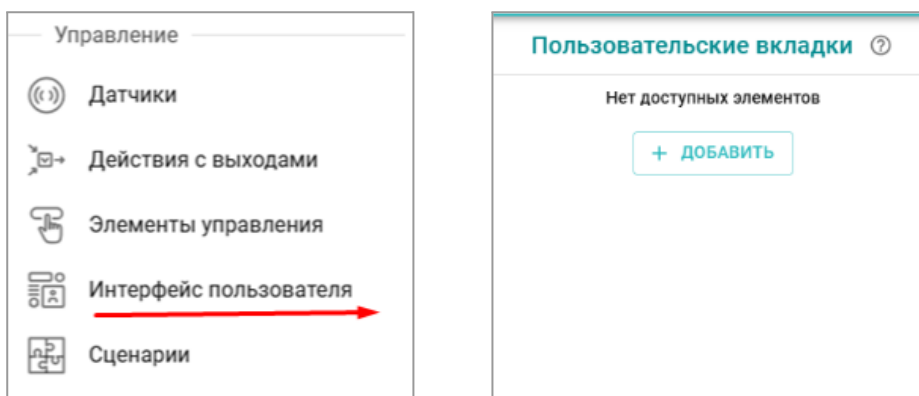 Управление
Датчики
Действия с выходами
Элементы управления
Интерфейс пользователя
Сценарии
Пользовательские вкладки ?
Нет доступных элементов
+ ДОБАВИТЬ